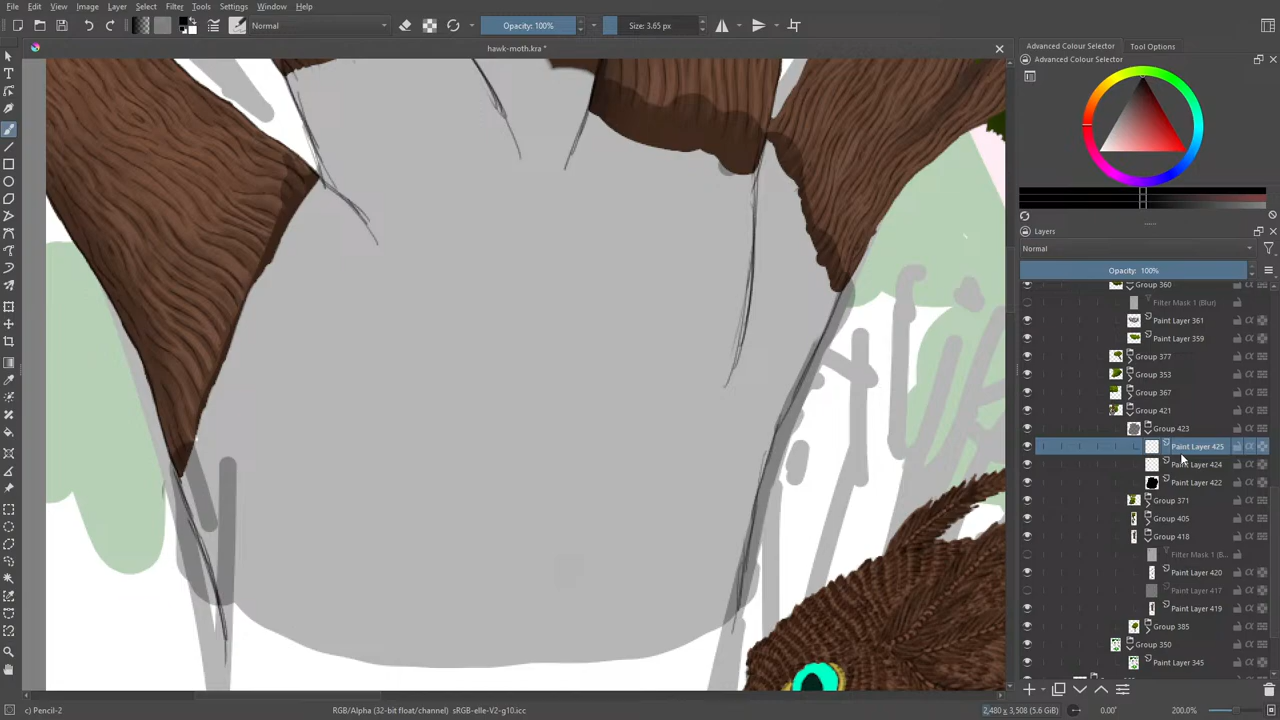 File Edit View Image Layer Select Filter Tools Settings Window Help
Normal Opacity: 100% Size: 3.65 px
hawk-moth.kra *
Advanced Colour Selector Tool Options
Advanced Colour Selector
Layers
Normal
Opacity: 100%
Group 360
Filter Mask 1 (Blur)
Paint Layer 361
Paint Layer 359
Group 377
Group 353
Group 367
Group 421
Group 423
Paint Layer 425
Paint Layer 424
Paint Layer 422
Group 371
Group 405
Group 418
Filter Mask 1 (B...
Paint Layer 420
Paint Layer 417
Paint Layer 419
Group 385
Group 350
Paint Layer 345
c) Pencil-2 RGB/Alpha (32-bit float/channel) sRGB-elle-V2-g10.icc 2,480 x 3,508 (5.6 GiB) 0.00° 200.0%